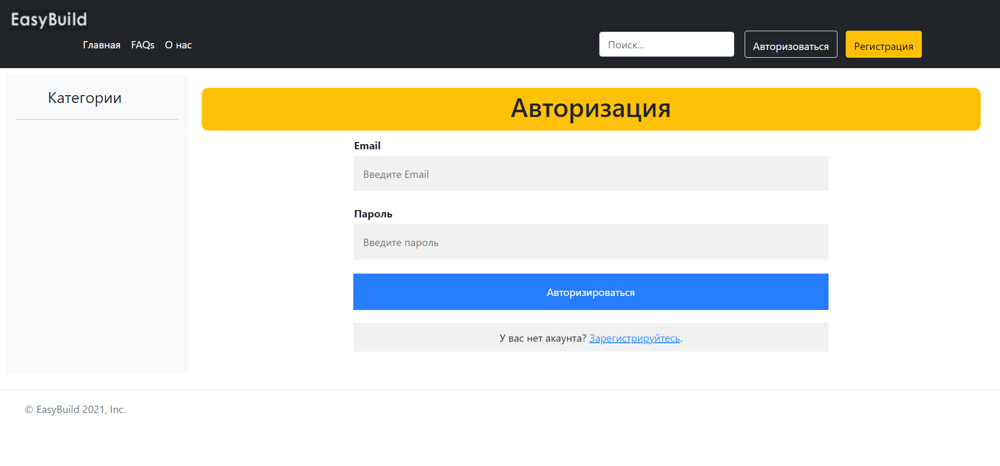 EasyBuild
Главная FAQs О нас
Поиск...
Авторизоваться
Регистрация
Категории
Авторизация
Email
Введите Email
Пароль
Введите пароль
Авторизироваться
У вас нет акаунта? Зарегистрируйтесь.
© EasyBuild 2021, Inc.